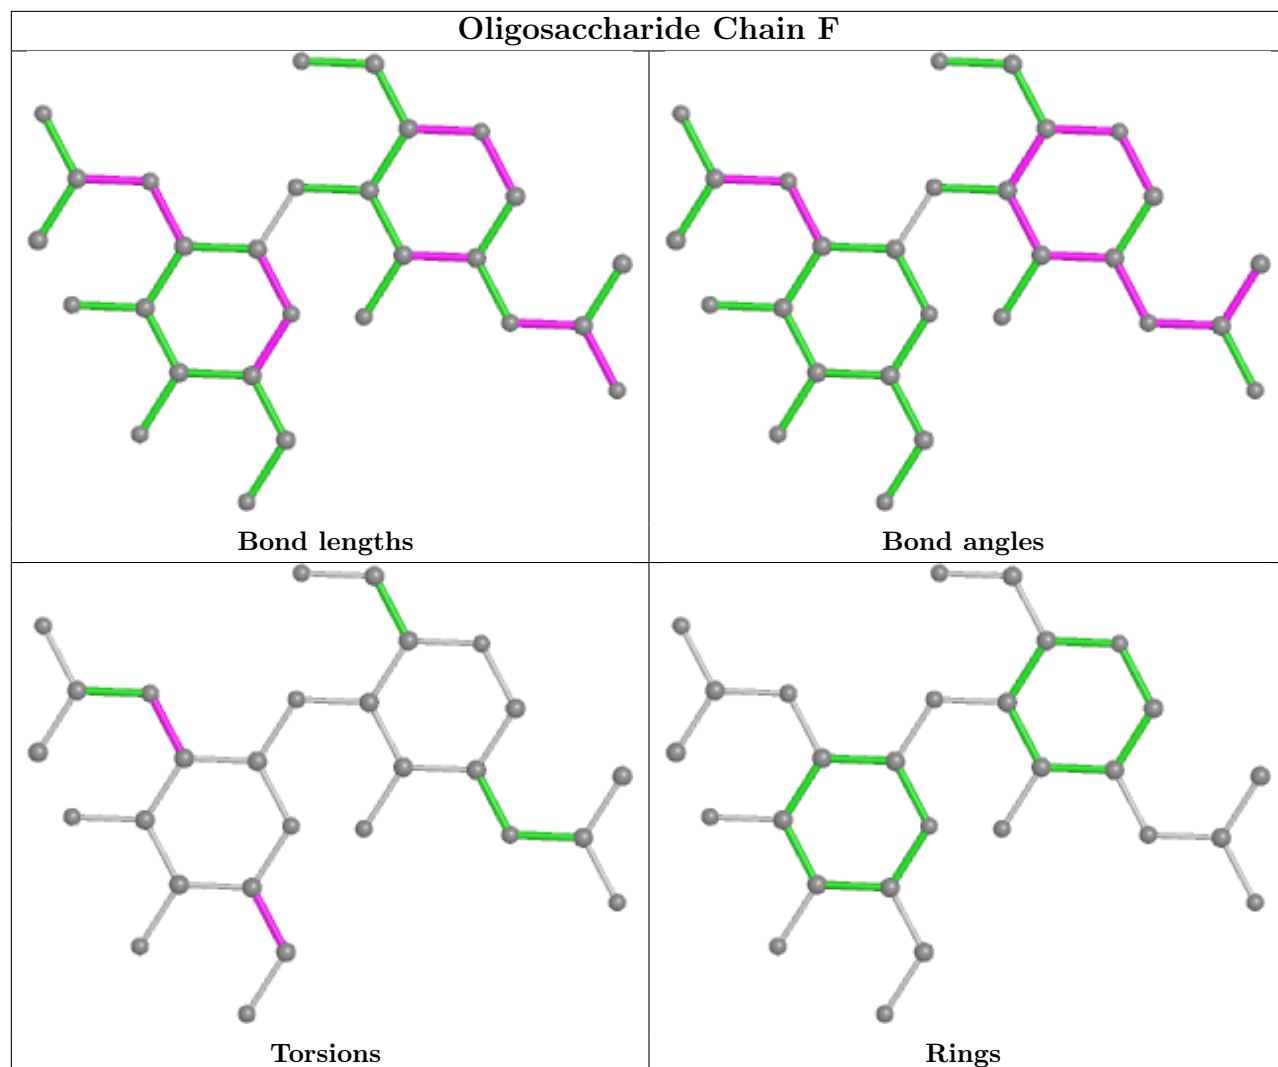 Oligosaccharide Chain F
Bond lengths
Bond angles
Torsions
Rings